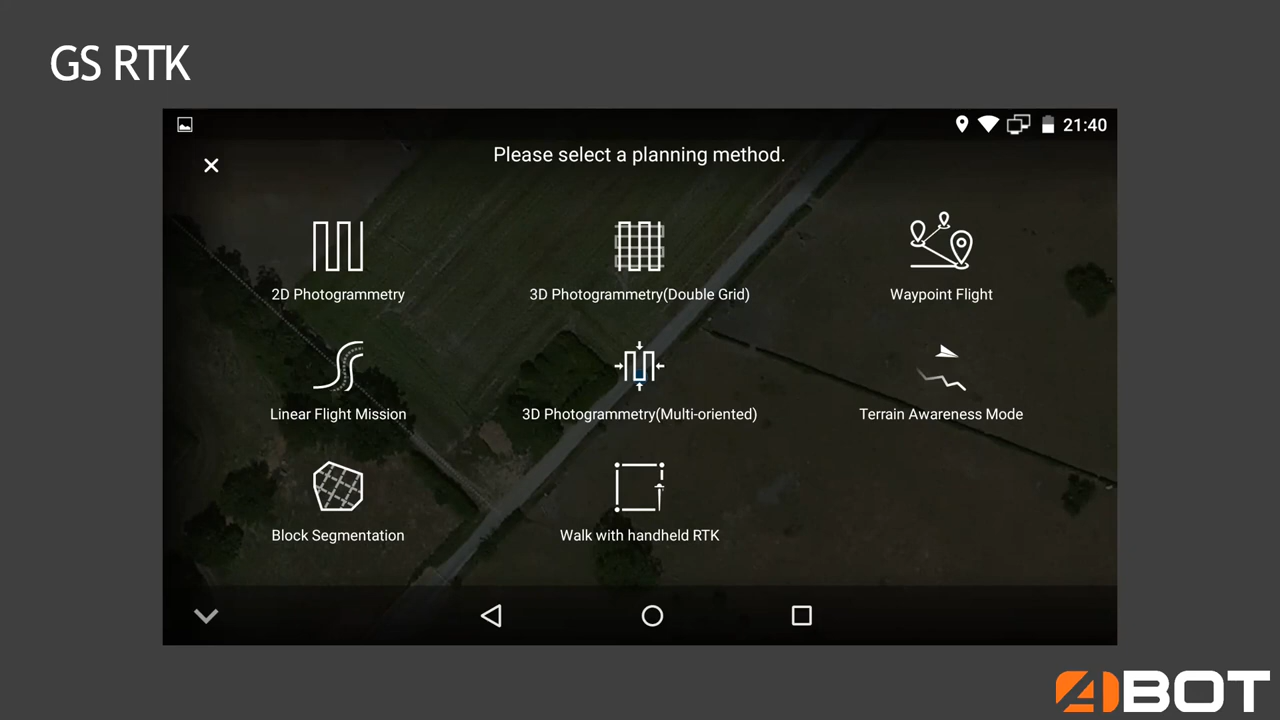 GS RTK
21:40
Please select a planning method.
2D Photogrammetry
3D Photogrammetry(Double Grid)
Waypoint Flight
Linear Flight Mission
3D Photogrammetry(Multi-oriented)
Terrain Awareness Mode
Block Segmentation
Walk with handheld RTK
ABOT